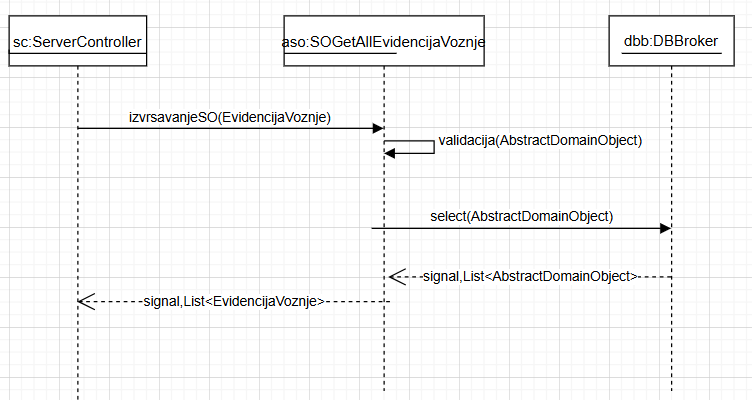 sc:ServerController
aso:SOGetAllEvidencijaVoznje
dbb:DBBroker
izvrsavanjeSO(EvidencijaVoznje)
validacija(AbstractDomainObject)
select(AbstractDomainObject)
signal,List<AbstractDomainObject>
signal,List<EvidencijaVoznje>